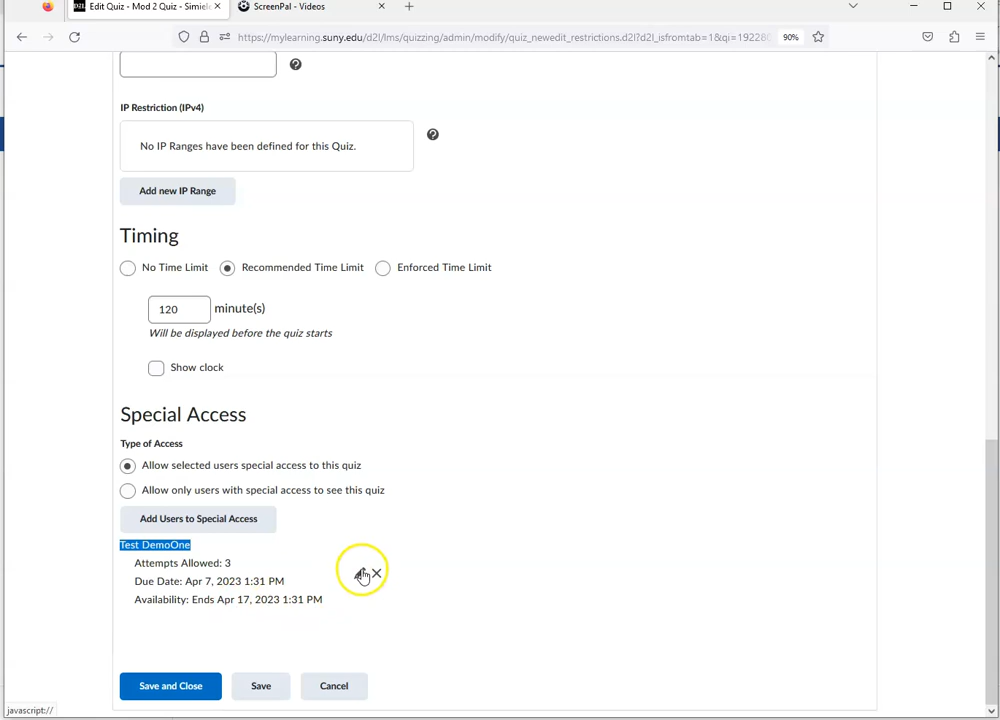 D2L Edit Quiz - Mod 2 Quiz - Simiele
ScreenPal - Videos
https://mylearning.suny.edu/d2l/lms/quizzing/admin/modify/quiz_newedit_restrictions.d2l?d2l_isfromtab=1&qi=19228
90%
IP Restriction (IPv4)
No IP Ranges have been defined for this Quiz.
Add new IP Range
Timing
No Time Limit Recommended Time Limit Enforced Time Limit
120 minute(s)
Will be displayed before the quiz starts
Show clock
Special Access
Type of Access
Allow selected users special access to this quiz
Allow only users with special access to see this quiz
Add Users to Special Access
Test DemoOne
Attempts Allowed: 3
Due Date: Apr 7, 2023 1:31 PM
Availability: Ends Apr 17, 2023 1:31 PM
Save and Close Save Cancel
javascript://